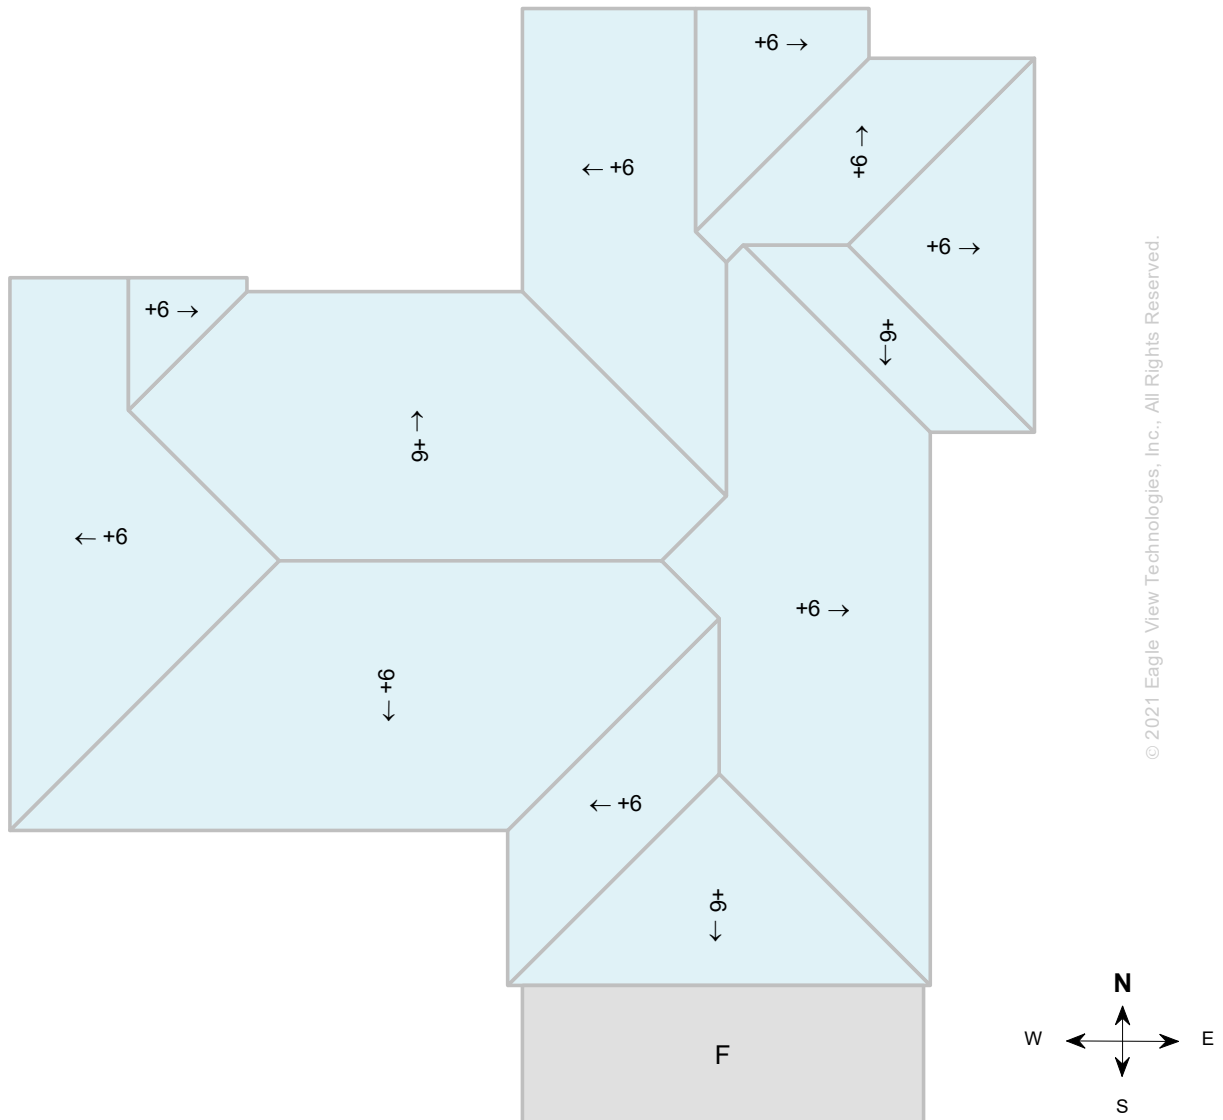 +6 →
+6 →
← +6
+6 →
+6 →
+6 →
+6 →
← +6
+6 →
+6 →
← +6
+6 →
F
N
W
E
S
© 2021 Eagle View Technologies, Inc., All Rights Reserved.